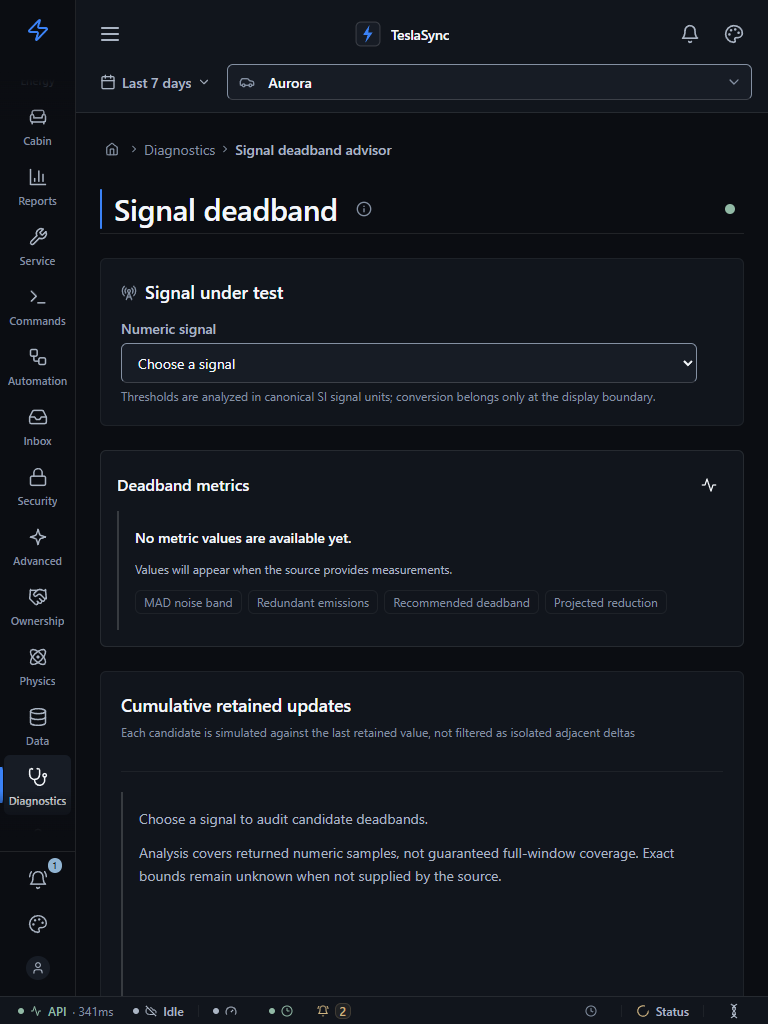 TeslaSync
Last 7 days
Aurora
Cabin
Reports
Service
Commands
Automation
Inbox
Security
Advanced
Ownership
Physics
Data
Diagnostics
1
Diagnostics
Signal deadband advisor
Signal deadband
Signal under test
Numeric signal
Choose a signal
Thresholds are analyzed in canonical SI signal units; conversion belongs only at the display boundary.
Deadband metrics
No metric values are available yet.
Values will appear when the source provides measurements.
MAD noise band
Redundant emissions
Recommended deadband
Projected reduction
Cumulative retained updates
Each candidate is simulated against the last retained value, not filtered as isolated adjacent deltas
Choose a signal to audit candidate deadbands.
Analysis covers returned numeric samples, not guaranteed full-window coverage. Exact
bounds remain unknown when not supplied by the source.
API · 341ms
Idle
2
Status